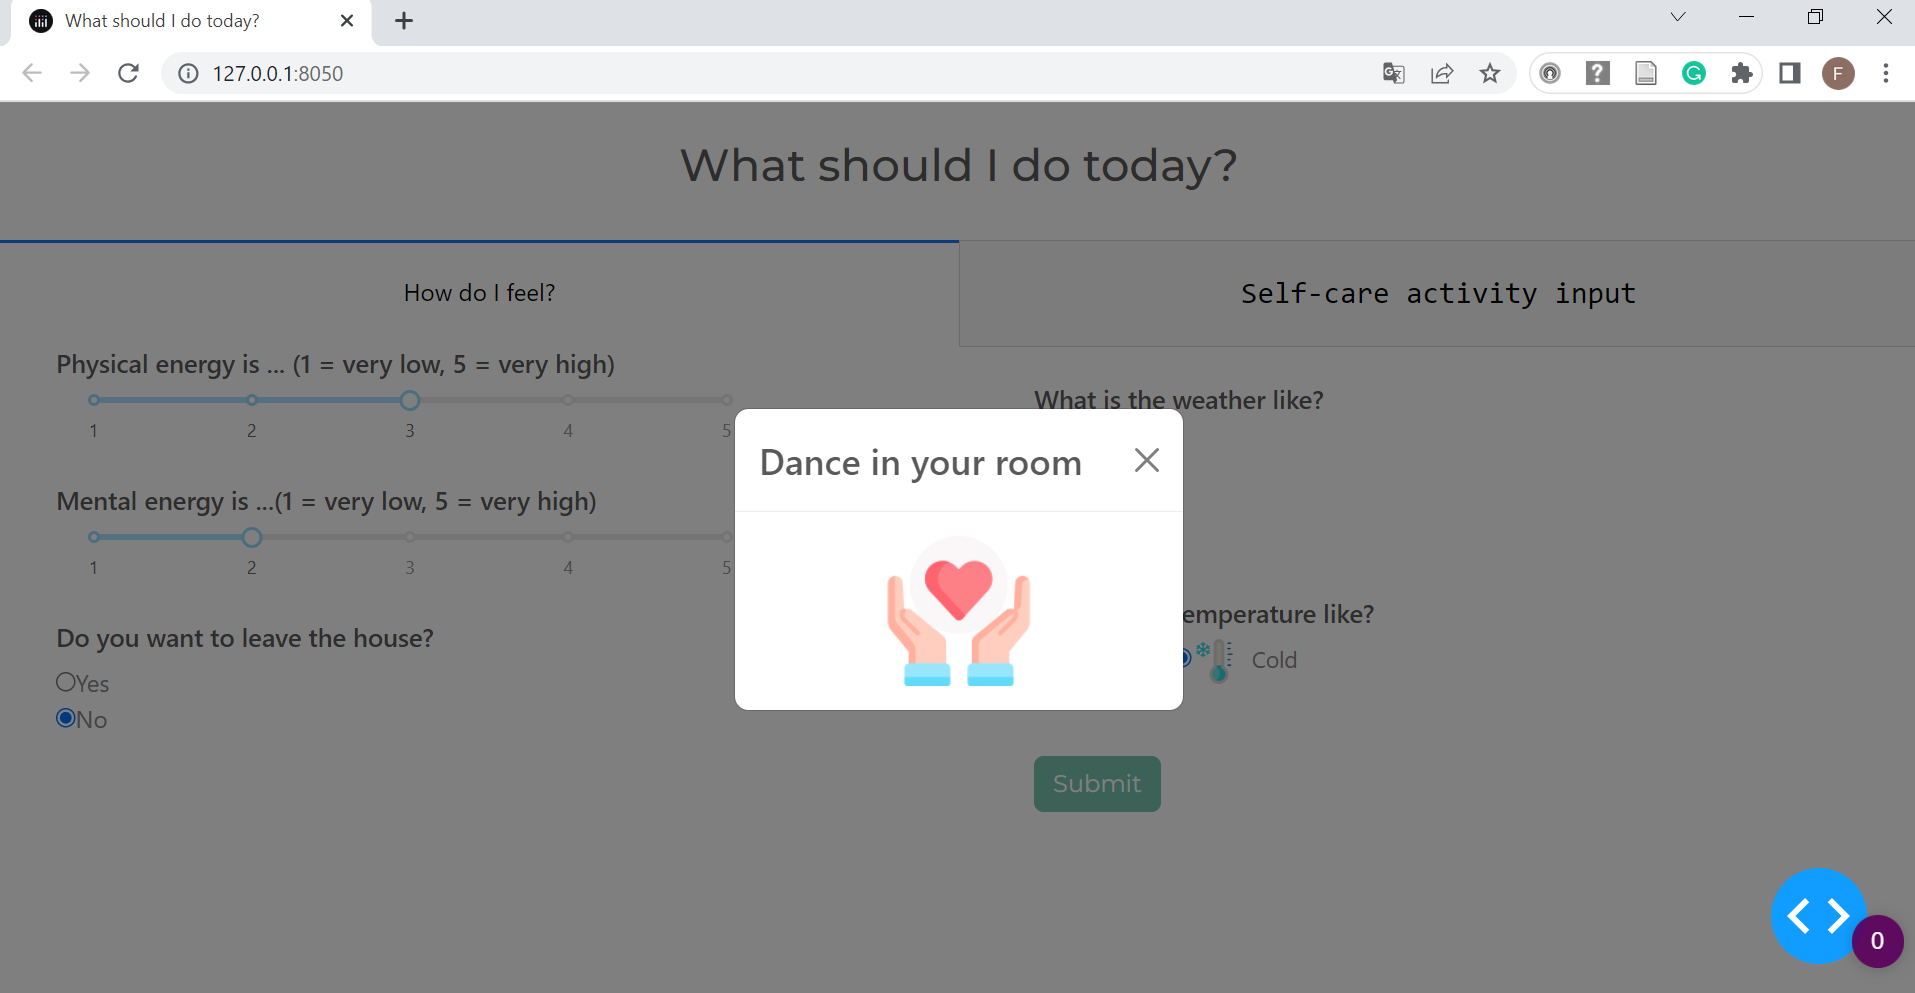 What should I do today?
127.0.0.1:8050
F
What should I do today?
How do I feel?
Self-care activity input
Physical energy is ... (1 = very low, 5 = very high)
1 2 3 4 5
What is the weather like?
Dance in your room
Mental energy is ...(1 = very low, 5 = very high)
1 2 3 4 5
emperature like?
Cold
Do you want to leave the house?
Yes
No
Submit
0